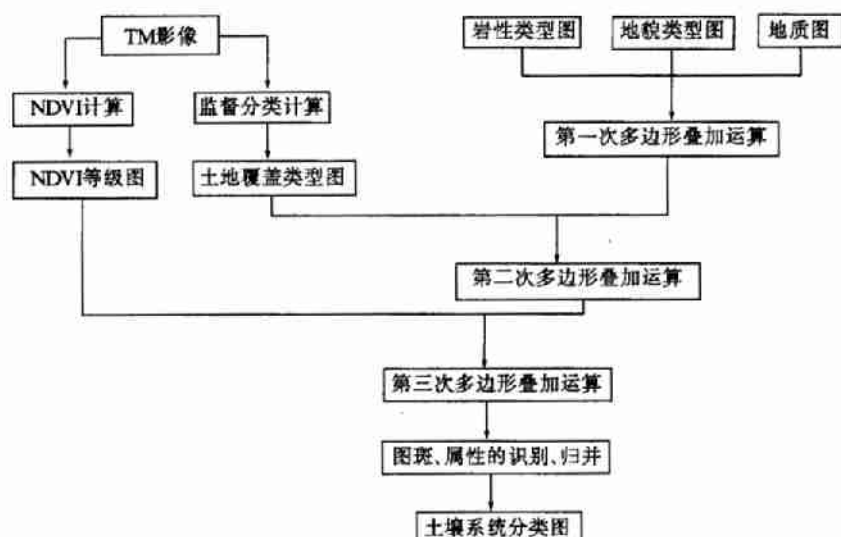 TM影像
岩性类型图
地貌类型图
地质图
NDVI计算
监督分类计算
第一次多边形叠加运算
NDVI等级图
土地覆盖类型图
第二次多边形叠加运算
第三次多边形叠加运算
图斑、属性的识别、归并
土壤系统分类图